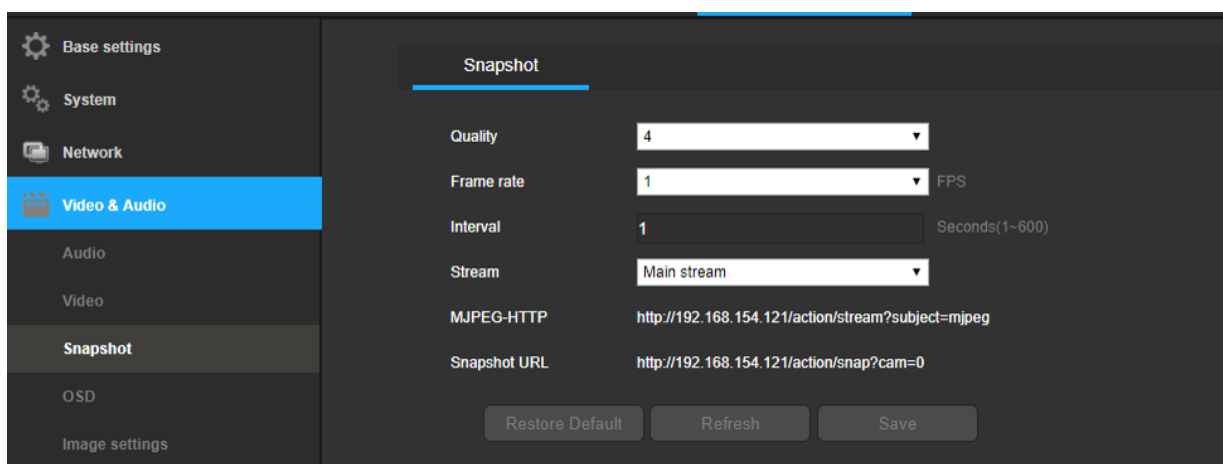 Base settings
System
Network
Video & Audio
Audio
Video
Snapshot
OSD
Image settings
Snapshot
Quality 4
Frame rate 1 FPS
Interval 1 Seconds(1~600)
Stream Main stream
MJPEG-HTTP http://192.168.154.121/action/stream?subject=mjpeg
Snapshot URL http://192.168.154.121/action/snap?cam=0
Restore Default Refresh Save